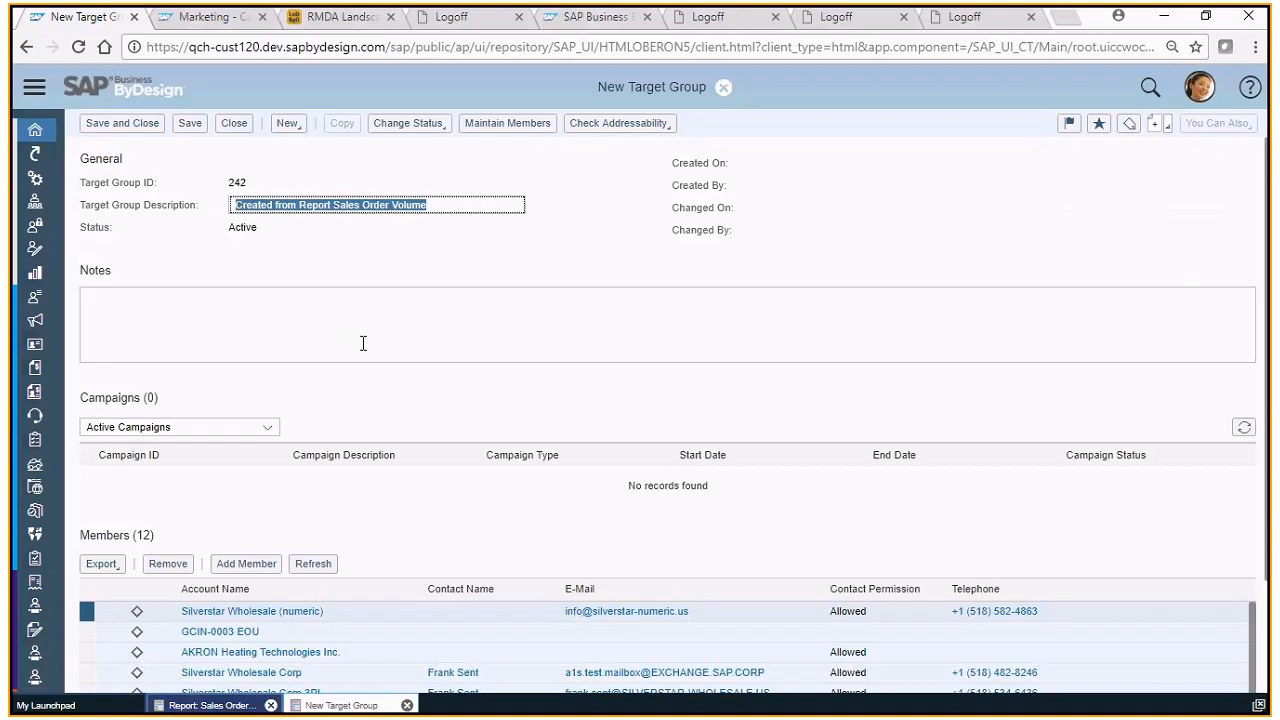 New Target Gr
Marketing - C
RMDA Landsca
Logoff
SAP Business
Logoff
Logoff
Logoff
https://qch-cust120.dev.sapbydesign.com/sap/public/ap/ui/repository/SAP_UI/HTMLOBERON5/client.html?client_type=html&app.component=/SAP_UI_CT/Main/root.uiccwoc...
SAP Business ByDesign
New Target Group
Save and Close Save Close New Copy Change Status Maintain Members Check Addressability You Can Also
General
Target Group ID: 242
Target Group Description: Created from Report Sales Order Volume
Status: Active
Created On:
Created By:
Changed On:
Changed By:
Notes
Campaigns (0)
Active Campaigns
Campaign ID Campaign Description Campaign Type Start Date End Date Campaign Status
No records found
Members (12)
Export Remove Add Member Refresh
Account Name Contact Name E-Mail Contact Permission Telephone
Silverstar Wholesale (numeric) info@silverstar-numeric.us Allowed +1 (518) 582-4863
GCIN-0003 EOU
AKRON Heating Technologies Inc. Allowed
Silverstar Wholesale Corp Frank Sent a1s.test.mailbox@EXCHANGE.SAP.CORP Allowed +1 (518) 482-8246
My Launchpad Report: Sales Order... New Target Group